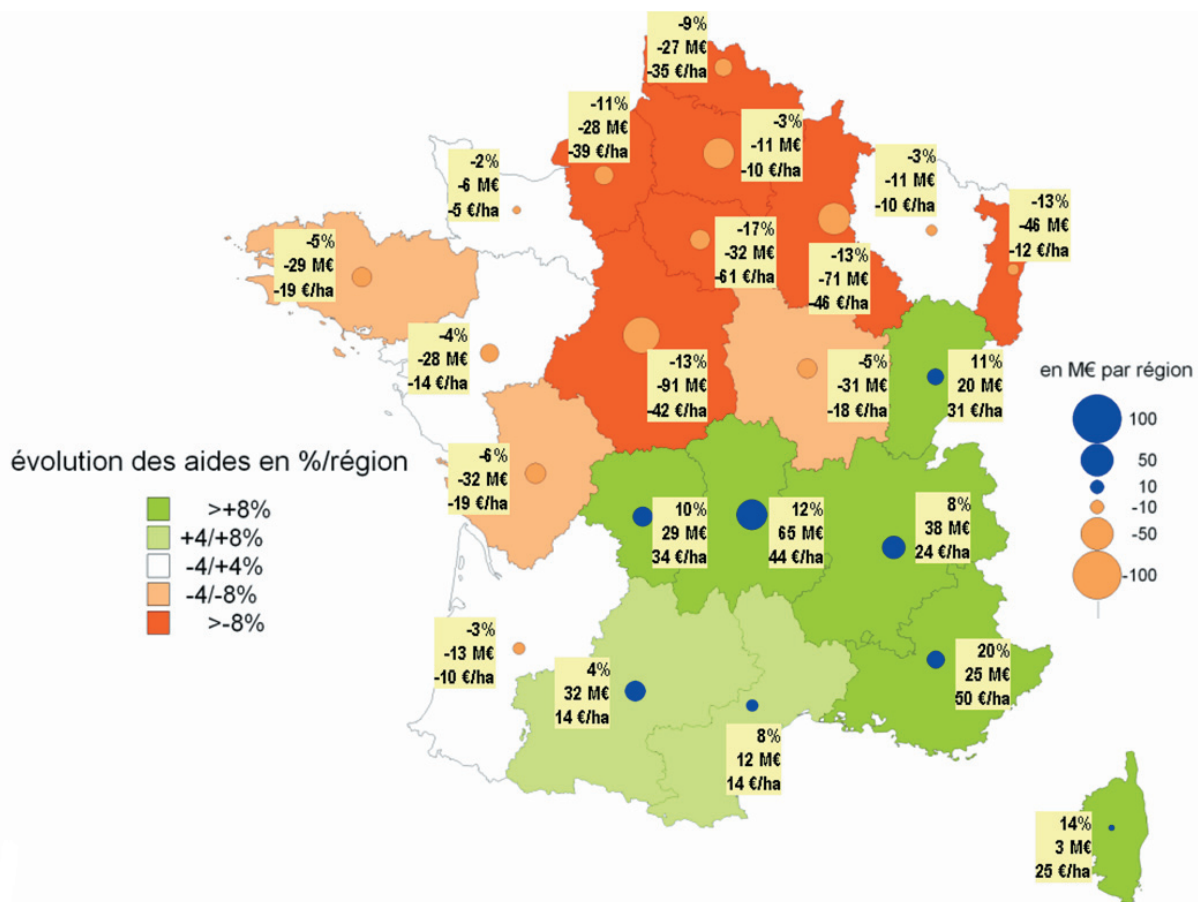 -9%
-27 M€
-35 €/ha
-11%
-28 M€
-39 €/ha
-3%
-11 M€
-10 €/ha
-2%
-6 M€
-5 €/ha
-3%
-11 M€
-10 €/ha
-13%
-46 M€
-12 €/ha
-5%
-29 M€
-19 €/ha
-17%
-32 M€
-61 €/ha
-13%
-71 M€
-46 €/ha
-4%
-28 M€
-14 €/ha
-13%
-91 M€
-42 €/ha
-5%
-31 M€
-18 €/ha
11%
20 M€
31 €/ha
-6%
-32 M€
-19 €/ha
10%
29 M€
34 €/ha
12%
65 M€
44 €/ha
8%
38 M€
24 €/ha
-3%
-13 M€
-10 €/ha
4%
32 M€
14 €/ha
8%
12 M€
14 €/ha
20%
25 M€
50 €/ha
14%
3 M€
25 €/ha
évolution des aides en %/région
>+8%
+4/+8%
-4/+4%
-4/-8%
>-8%
en M€ par région
100
50
10
-10
-50
-100